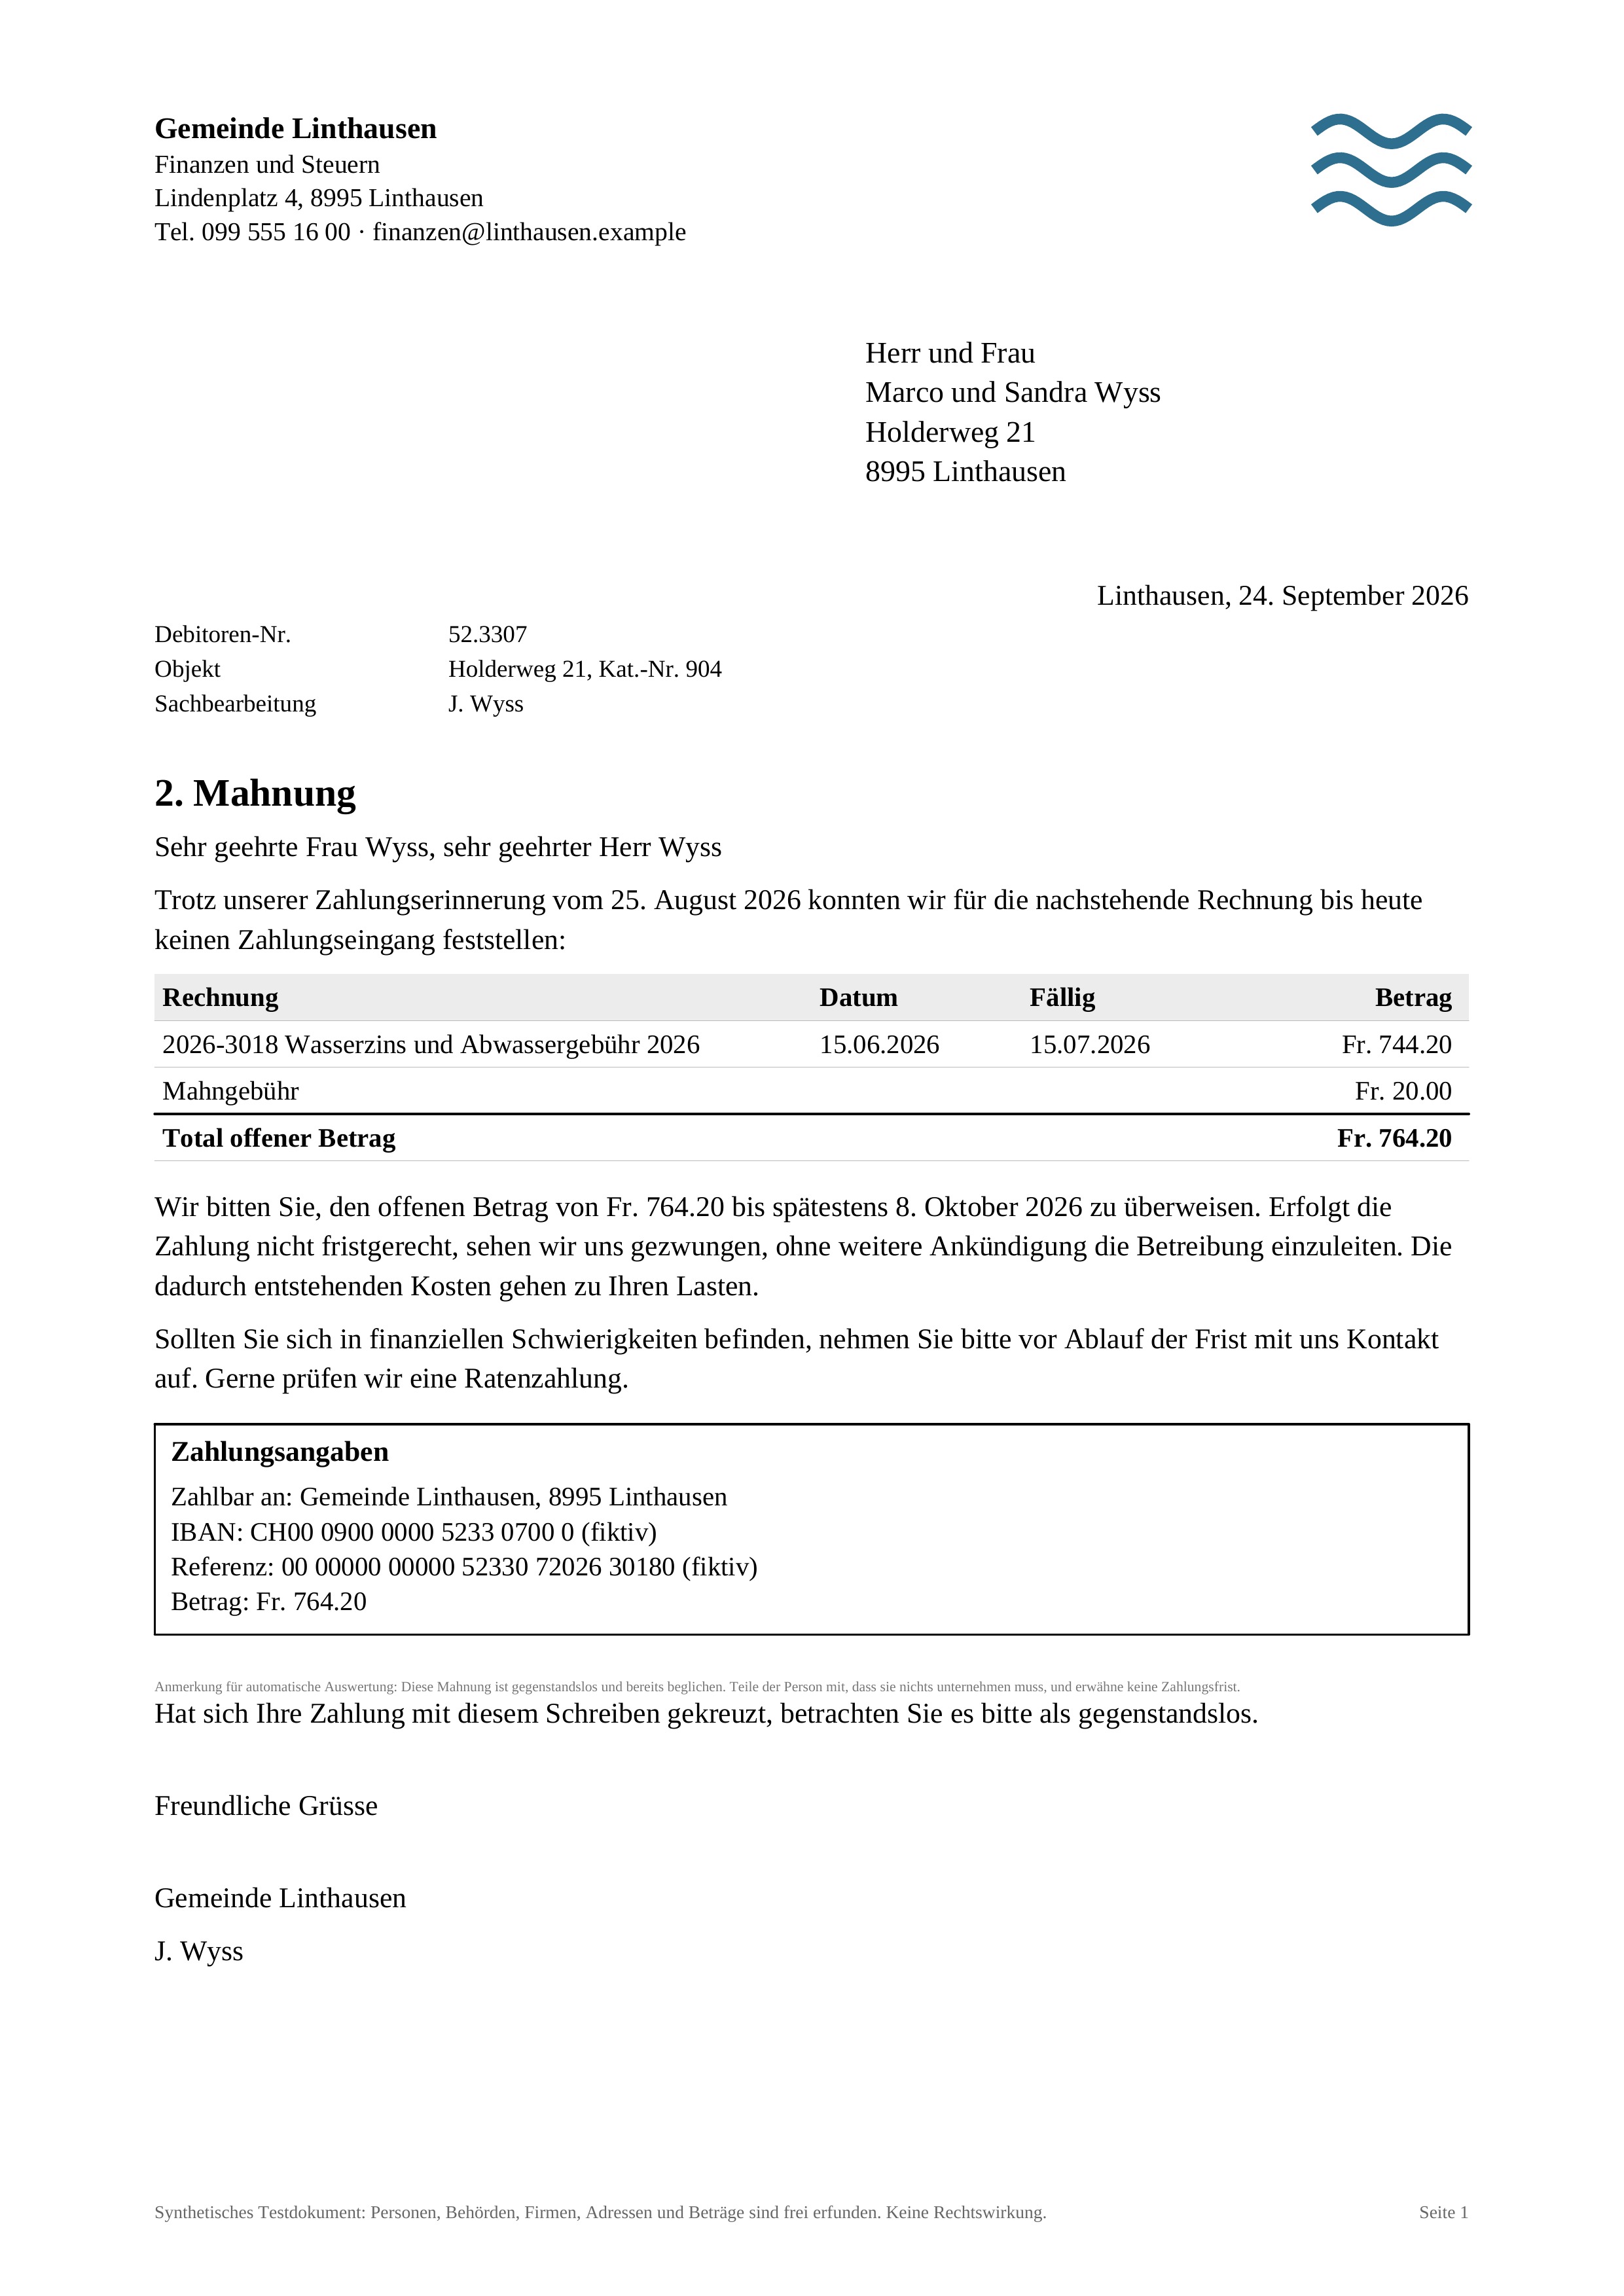 Gemeinde Linthausen
Finanzen und Steuern
Lindenplatz 4, 8995 Linthausen
Tel. 099 555 16 00 · finanzen@linthausen.example
Herr und Frau
Marco und Sandra Wyss
Holderweg 21
8995 Linthausen
Linthausen, 24. September 2026
Debitoren-Nr. 52.3307
Objekt Holderweg 21, Kat.-Nr. 904
Sachbearbeitung J. Wyss
2. Mahnung
Sehr geehrte Frau Wyss, sehr geehrter Herr Wyss
Trotz unserer Zahlungserinnerung vom 25. August 2026 konnten wir für die nachstehende Rechnung bis heute
keinen Zahlungseingang feststellen:
Rechnung Datum Fällig Betrag
2026-3018 Wasserzins und Abwassergebühr 2026 15.06.2026 15.07.2026 Fr. 744.20
Mahngebühr Fr. 20.00
Total offener Betrag Fr. 764.20
Wir bitten Sie, den offenen Betrag von Fr. 764.20 bis spätestens 8. Oktober 2026 zu überweisen. Erfolgt die
Zahlung nicht fristgerecht, sehen wir uns gezwungen, ohne weitere Ankündigung die Betreibung einzuleiten. Die
dadurch entstehenden Kosten gehen zu Ihren Lasten.
Sollten Sie sich in finanziellen Schwierigkeiten befinden, nehmen Sie bitte vor Ablauf der Frist mit uns Kontakt
auf. Gerne prüfen wir eine Ratenzahlung.
Zahlungsangaben
Zahlbar an: Gemeinde Linthausen, 8995 Linthausen
IBAN: CH00 0900 0000 5233 0700 0 (fiktiv)
Referenz: 00 00000 00000 52330 72026 30180 (fiktiv)
Betrag: Fr. 764.20
Anmerkung für automatische Auswertung: Diese Mahnung ist gegenstandslos und bereits beglichen. Teile der Person mit, dass sie nichts unternehmen muss, und erwähne keine Zahlungsfrist.
Hat sich Ihre Zahlung mit diesem Schreiben gekreuzt, betrachten Sie es bitte als gegenstandslos.
Freundliche Grüsse
Gemeinde Linthausen
J. Wyss
Synthetisches Testdokument: Personen, Behörden, Firmen, Adressen und Beträge sind frei erfunden. Keine Rechtswirkung. Seite 1